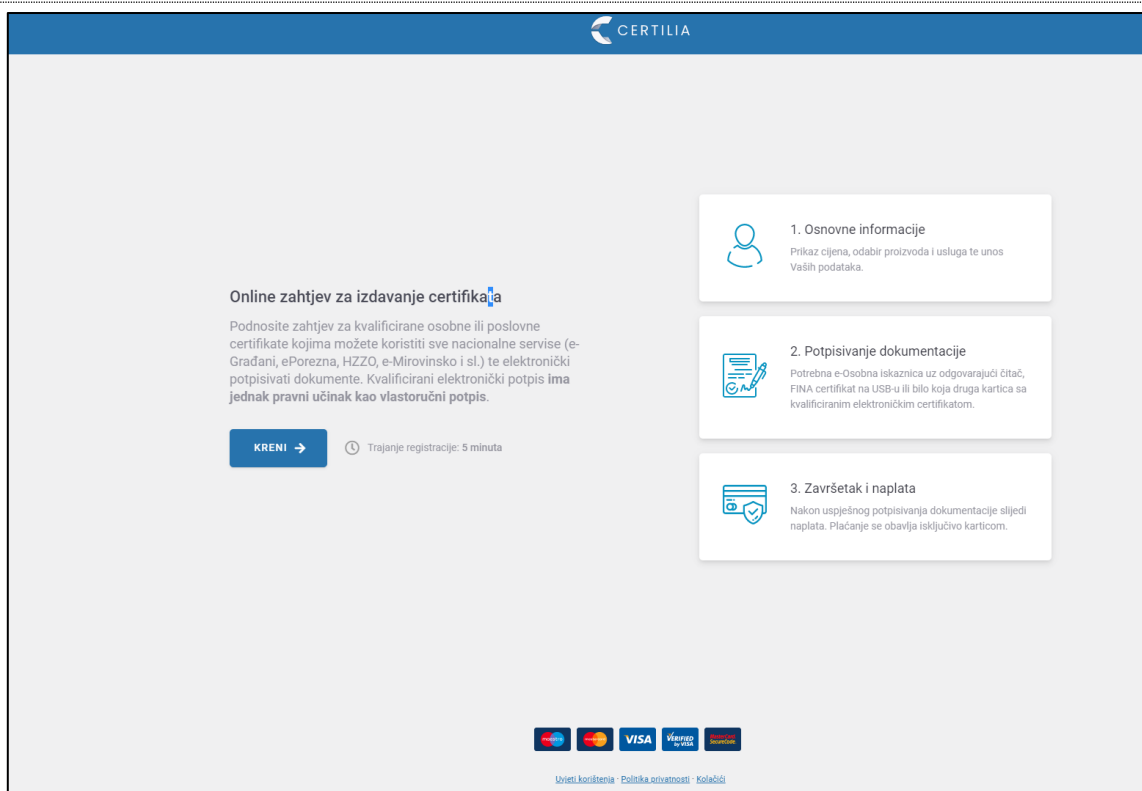 CERTILIA
Online zahtjev za izdavanje certifikata
Podnosite zahtjev za kvalificirane osobne ili poslovne
certifikate kojima možete koristiti sve nacionalne servise (e-
Građani, ePorezna, HZZO, e-Mirovinsko i sl.) te elektronički
potpisivati dokumente. Kvalificirani elektronički potpis ima
jednak pravni učinak kao vlastoručni potpis.
KRENI
Trajanje registracije: 5 minuta
1. Osnovne informacije
Prikaz cijena, odabir proizvoda i usluga te unos
Vaših podataka.
2. Potpisivanje dokumentacije
Potrebna e-Osobna iskaznica uz odgovarajući čitač,
FINA certifikat na USB-u ili bilo koja druga kartica sa
kvalificiranim elektroničkim certifikatom.
3. Završetak i naplata
Nakon uspješnog potpisivanja dokumentacije slijedi
naplata. Plaćanje se obavlja isključivo karticom.
VISA
VERIFIED
by VISA
MasterCard
SecureCode
Uvjeti korištenja · Politika privatnosti · Kolačići